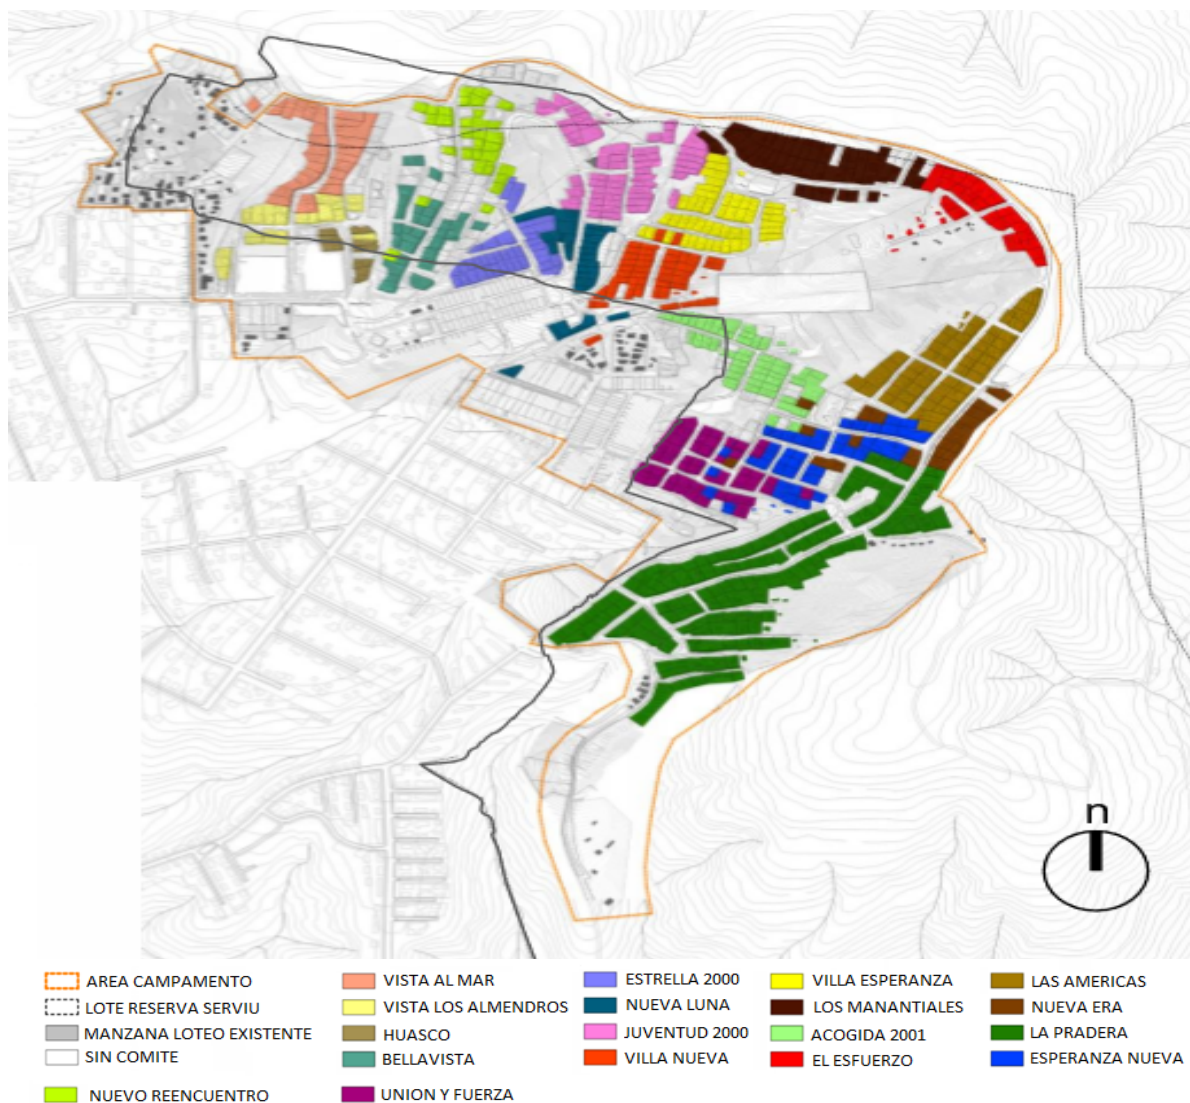 n
AREA CAMPAMENTO
LOTE RESERVA SERVIU
MANZANA LOTEO EXISTENTE
SIN COMITE
NUEVO REENCUENTRO
VISTA AL MAR
VISTA LOS ALMENDROS
HUASCO
BELLAVISTA
UNION Y FUERZA
ESTRELLA 2000
NUEVA LUNA
JUVENTUD 2000
VILLA NUEVA
VILLA ESPERANZA
LOS MANANTIALES
ACOGIDA 2001
EL ESFUERZO
LAS AMERICAS
NUEVA ERA
LA PRADERA
ESPERANZA NUEVA